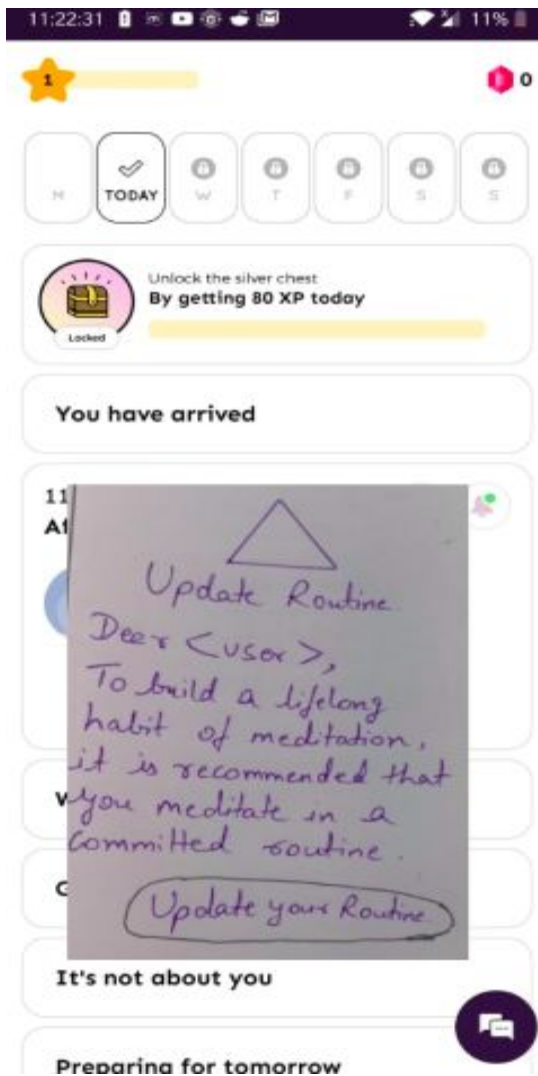 11:22:31 11%
1 0
M TODAY W T F S S
Unlock the silver chest
By getting 80 XP today
Locked
You have arrived
11
Update Routine
Deer <user>,
To build a lifelong
habit of meditation,
it is recommended that
you meditate in a
Committed routine.
Update your Routine
It's not about you
Preparing for tomorrow